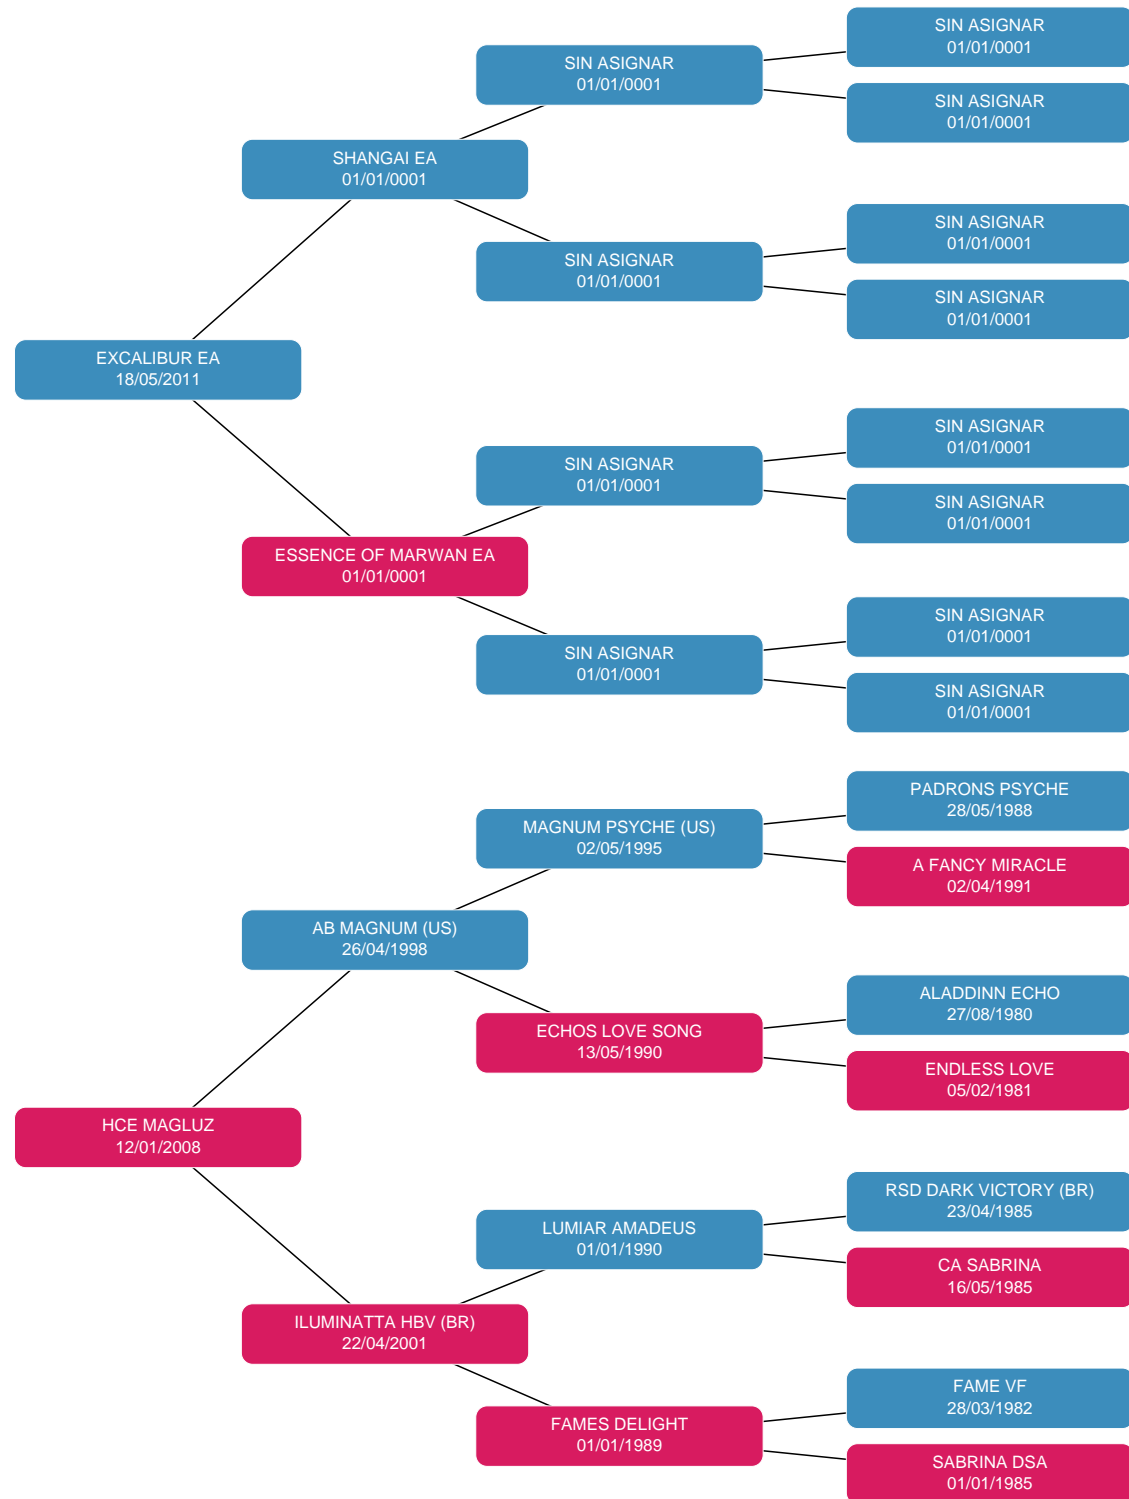 SIN ASIGNAR
01/01/0001
SIN ASIGNAR
01/01/0001
SIN ASIGNAR
01/01/0001
SHANGAI EA
01/01/0001
SIN ASIGNAR
01/01/0001
SIN ASIGNAR
01/01/0001
SIN ASIGNAR
01/01/0001
EXCALIBUR EA
18/05/2011
SIN ASIGNAR
01/01/0001
SIN ASIGNAR
01/01/0001
SIN ASIGNAR
01/01/0001
ESSENCE OF MARWAN EA
01/01/0001
SIN ASIGNAR
01/01/0001
SIN ASIGNAR
01/01/0001
SIN ASIGNAR
01/01/0001
PADRONS PSYCHE
28/05/1988
MAGNUM PSYCHE (US)
02/05/1995
A FANCY MIRACLE
02/04/1991
AB MAGNUM (US)
26/04/1998
ALADDINN ECHO
27/08/1980
ECHOS LOVE SONG
13/05/1990
ENDLESS LOVE
05/02/1981
HCE MAGLUZ
12/01/2008
RSD DARK VICTORY (BR)
23/04/1985
LUMIAR AMADEUS
01/01/1990
CA SABRINA
16/05/1985
ILUMINATTA HBV (BR)
22/04/2001
FAME VF
28/03/1982
FAMES DELIGHT
01/01/1989
SABRINA DSA
01/01/1985